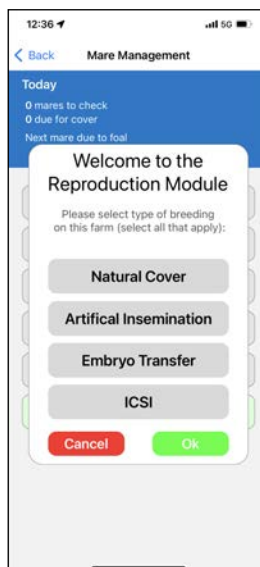 12:36 5G
Back Mare Management
Today
0 mares to check
0 due for cover
Next mare due to foal
Welcome to the
Reproduction Module
Please select type of breeding
on this farm (select all that apply):
Natural Cover
Artifical Insemination
Embryo Transfer
ICSI
Cancel Ok